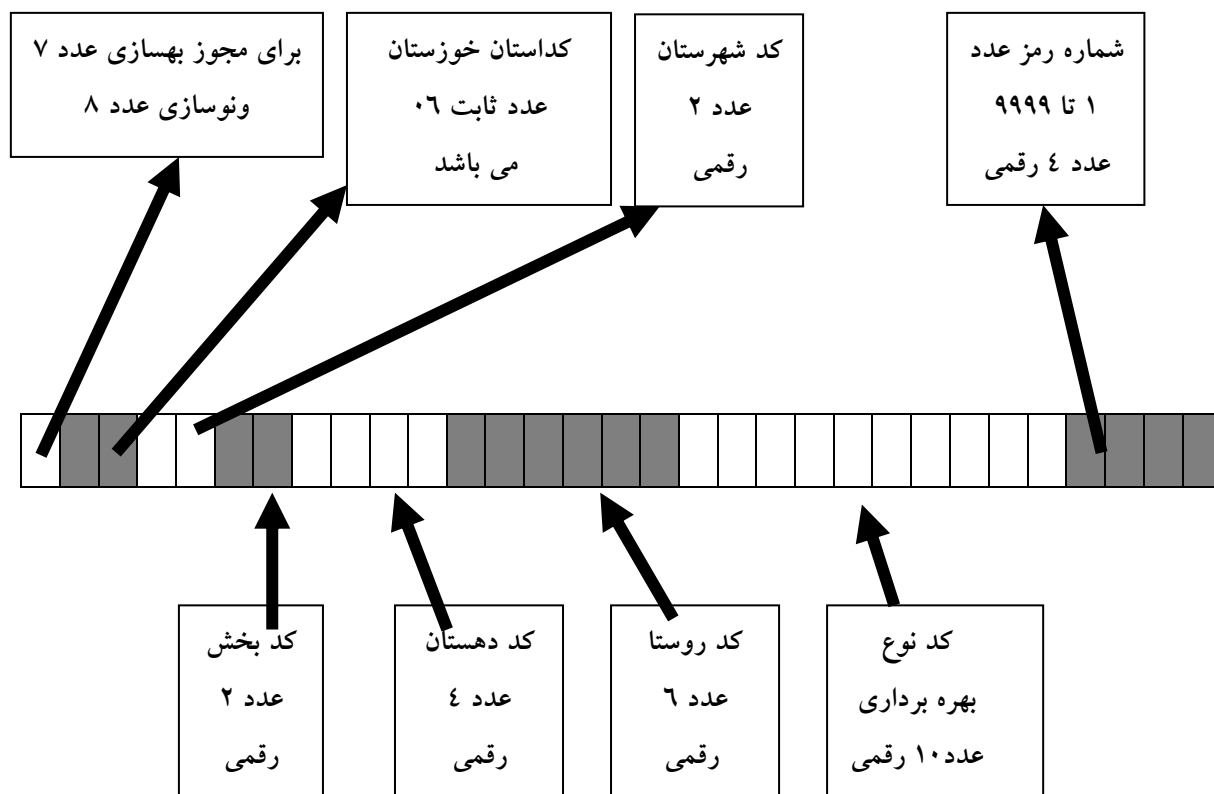 برای مجوز بهسازی عدد ۷
ونوسازی عدد ۸
کداستان خوزستان
عدد ثابت ۰۶
می باشد
کد شهرستان
عدد ۲
رقمی
شماره رمز عدد
۱ تا ۹۹۹۹
عدد ٤ رقمی
کد بخش
عدد ۲
رقمی
کد دهستان
عدد ٤
رقمی
کد روستا
عدد ٦
رقمی
کد نوع
بهره برداری
عدد۱۰ رقمی